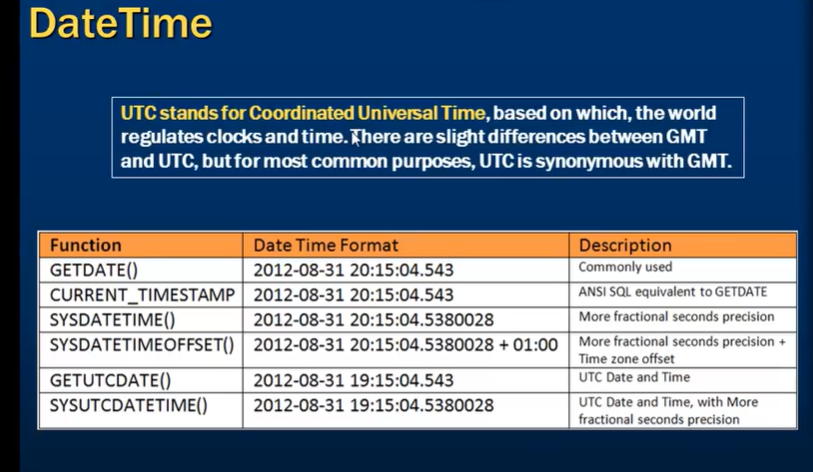 DateTime
UTC stands for Coordinated Universal Time, based on which, the world
regulates clocks and time. There are slight differences between GMT
and UTC, but for most common purposes, UTC is synonymous with GMT.
Function Date Time Format Description
GETDATE() 2012-08-31 20:15:04.543 Commonly used
CURRENT_TIMESTAMP 2012-08-31 20:15:04.543 ANSI SQL equivalent to GETDATE
SYSDATETIME() 2012-08-31 20:15:04.5380028 More fractional seconds precision
SYSDATETIMEOFFSET() 2012-08-31 20:15:04.5380028 + 01:00 More fractional seconds precision +
Time zone offset
GETUTCDATE() 2012-08-31 19:15:04.543 UTC Date and Time
SYSUTCDATETIME() 2012-08-31 19:15:04.5380028 UTC Date and Time, with More
fractional seconds precision